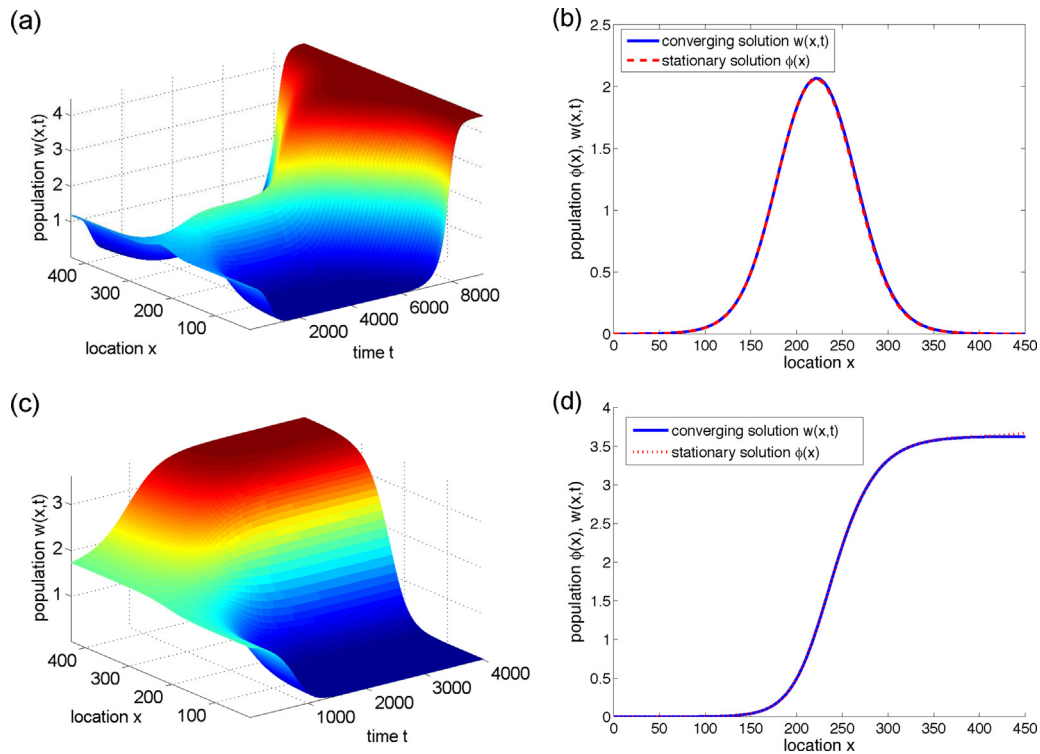 (a)
population w(x,t)
4
3
2
1
400
300
200
100
location x
2000
4000
6000
8000
time t
(b)
population ϕ(x), w(x,t)
2.5
2
1.5
1
0.5
0
converging solution w(x,t)
stationary solution ϕ(x)
0 50 100 150 200 250 300 350 400 450
location x
(c)
population w(x,t)
3
2
1
400
300
200
100
location x
1000
2000
3000
4000
time t
(d)
population ϕ(x), w(x,t)
4
3.5
3
2.5
2
1.5
1
0.5
0
converging solution w(x,t)
stationary solution ϕ(x)
0 50 100 150 200 250 300 350 400 450
location x